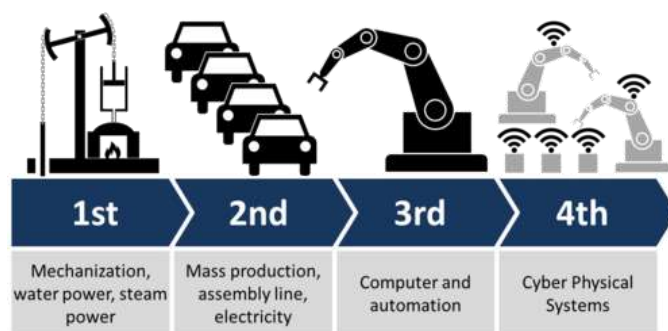 1st
2nd
3rd
4th
Mechanization,
water power, steam
power
Mass production,
assembly line,
electricity
Computer and
automation
Cyber Physical
Systems